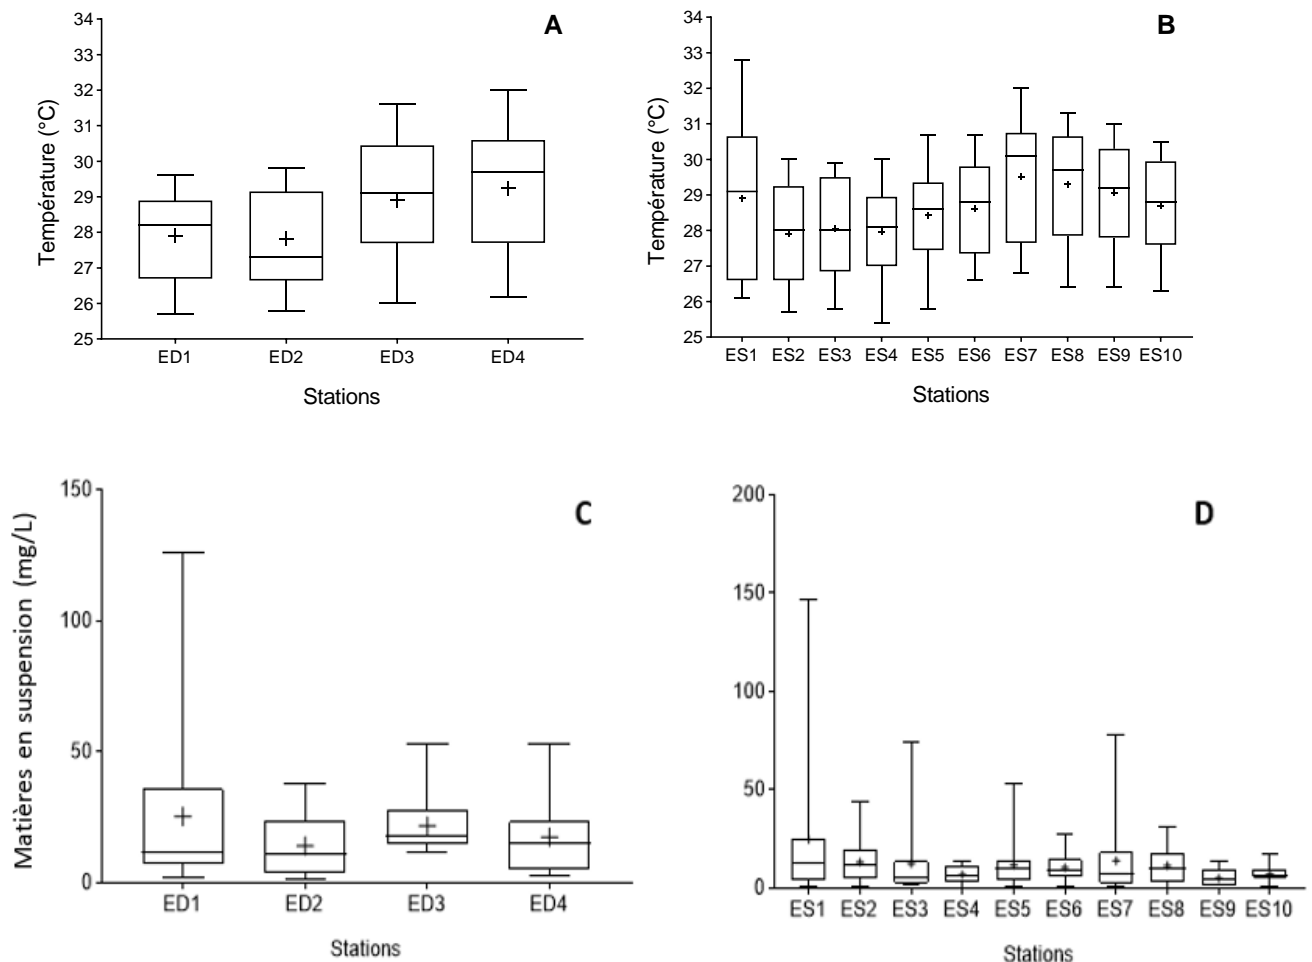 A
Température (°C)
34
33
32
31
30
29
28
27
26
25
ED1 ED2 ED3 ED4
Stations
B
Température (°C)
34
33
32
31
30
29
28
27
26
25
ES1 ES2 ES3 ES4 ES5 ES6 ES7 ES8 ES9 ES10
Stations
C
Matières en suspension (mg/L)
150
100
50
0
ED1 ED2 ED3 ED4
Stations
D
200
150
100
50
0
ES1 ES2 ES3 ES4 ES5 ES6 ES7 ES8 ES9 ES10
Stations